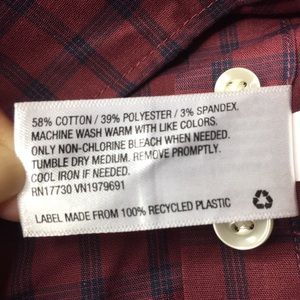 58% COTTON / 39% POLYESTER / 3% SPANDEX.
MACHINE WASH WARM WITH LIKE COLORS.
ONLY NON-CHLORINE BLEACH WHEN NEEDED.
TUMBLE DRY MEDIUM. REMOVE PROMPTLY.
COOL IRON IF NEEDED.
RN17730 VN1979691
LABEL MADE FROM 100% RECYCLED PLASTIC